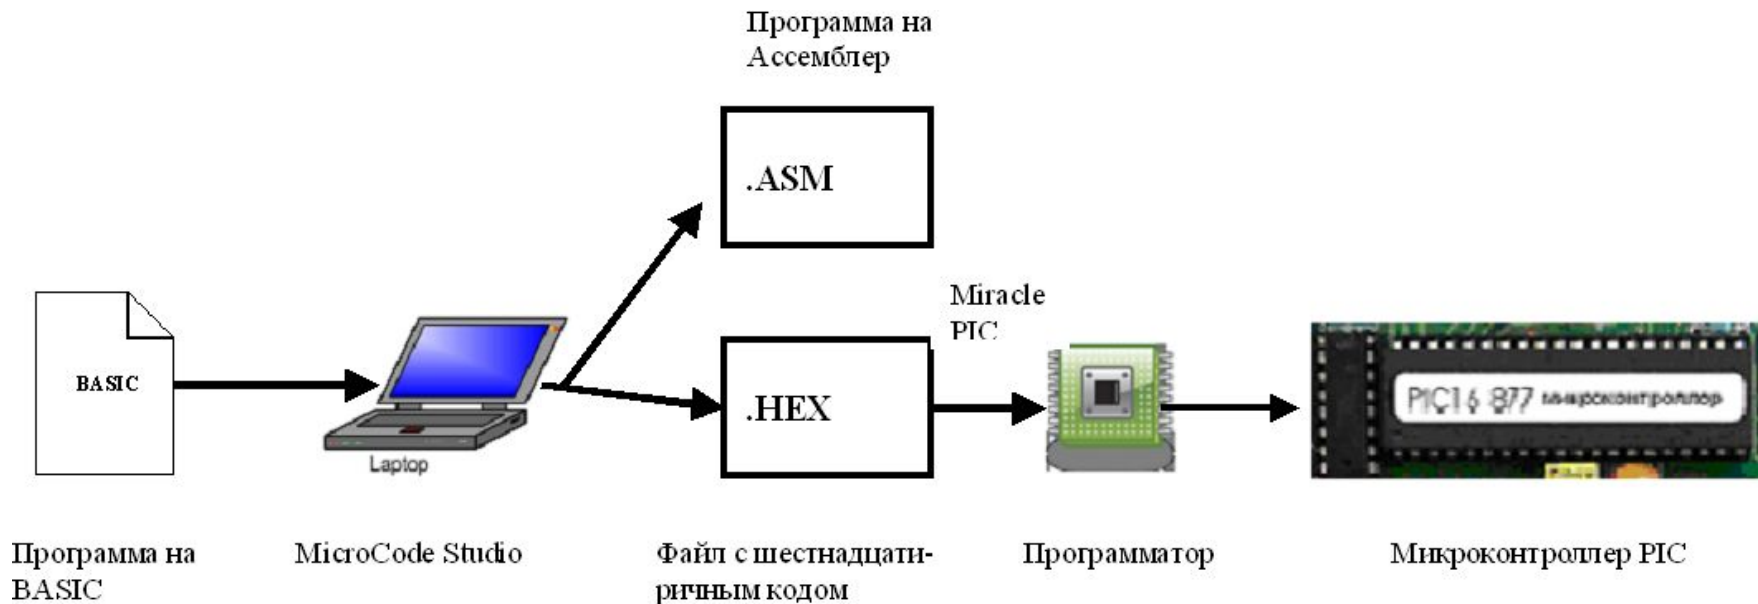 Программа на
Ассемблер
.ASM
Miracle
PIC
BASIC
.HEX
PIC16 877 микроконтроллер
Laptop
Программа на
BASIC
MicroCode Studio
Файл с шестнадцати-
ричным кодом
Программатор
Микроконтроллер PIC